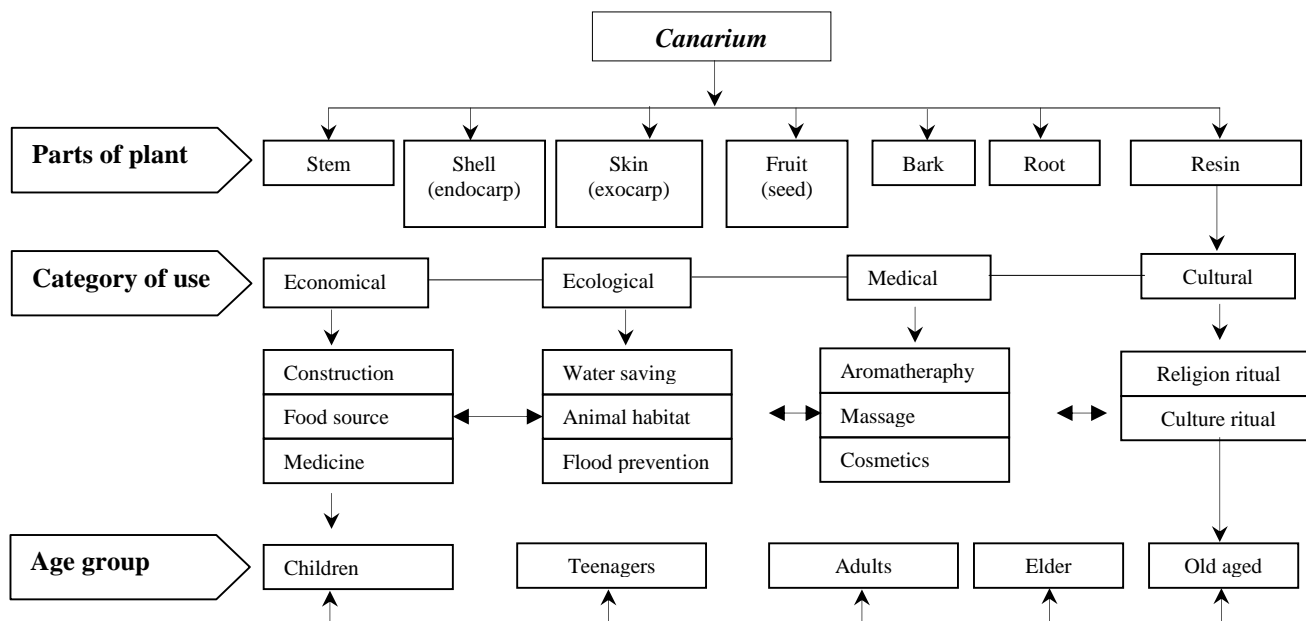 Canarium
Parts of plant
Stem
Shell
(endocarp)
Skin
(exocarp)
Fruit
(seed)
Bark
Root
Resin
Category of use
Economical
Ecological
Medical
Cultural
Construction
Food source
Medicine
Water saving
Animal habitat
Flood prevention
Aromatheraphy
Massage
Cosmetics
Religion ritual
Culture ritual
Age group
Children
Teenagers
Adults
Elder
Old aged